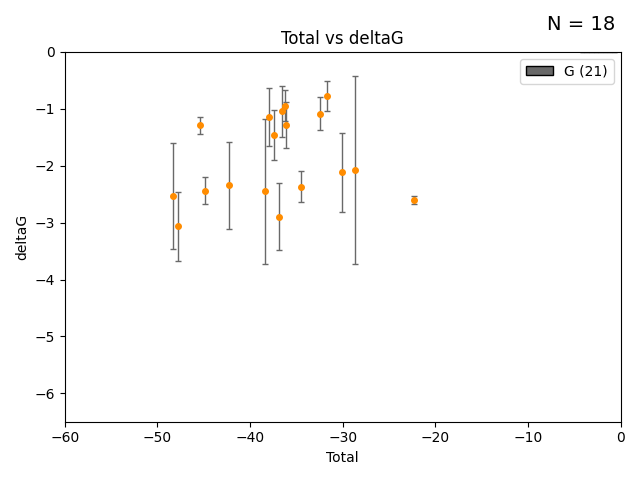 N = 18
Total vs deltaG
G (21)
0
−1
−2
−3
−4
−5
−6
deltaG
−60 −50 −40 −30 −20 −10 0
Total